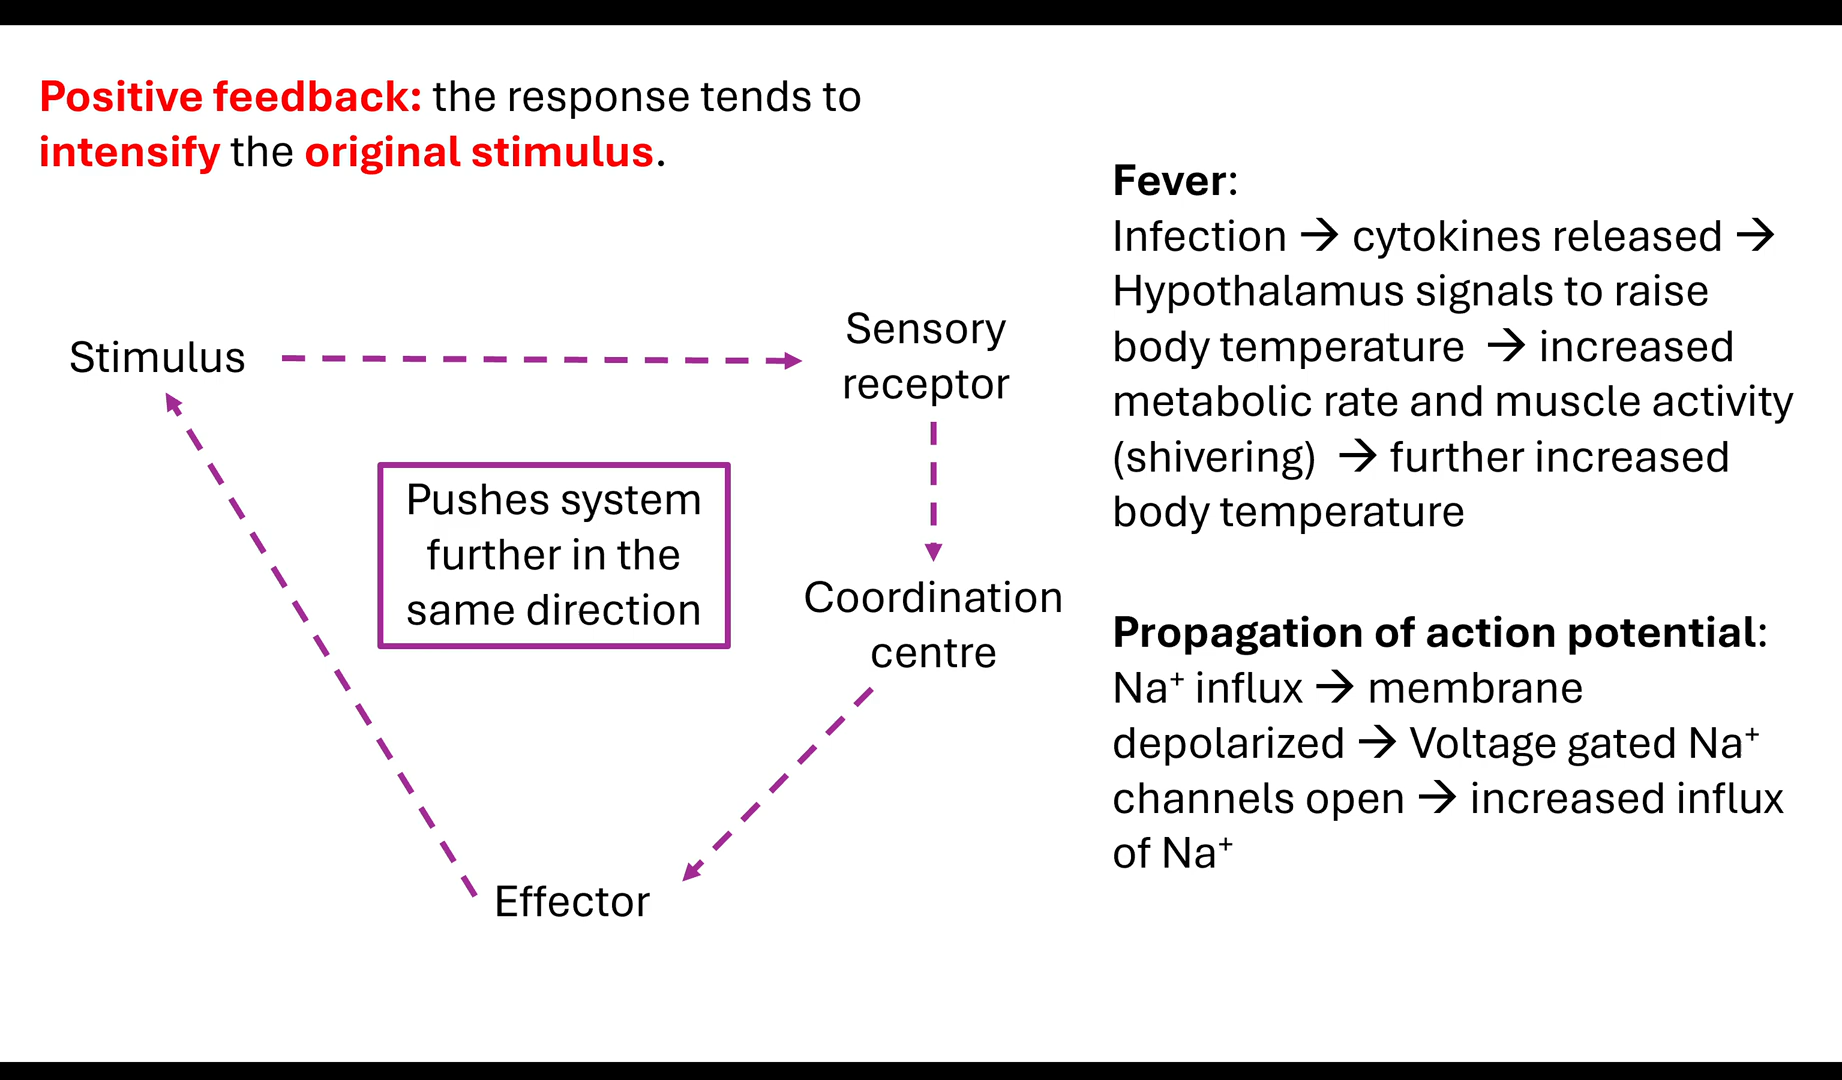 Positive feedback: the response tends to
intensify the original stimulus.
Stimulus
Sensory
receptor
Pushes system
further in the
same direction
Coordination
centre
Effector
Fever:
Infection → cytokines released →
Hypothalamus signals to raise
body temperature → increased
metabolic rate and muscle activity
(shivering) → further increased
body temperature
Propagation of action potential:
Na⁺ influx → membrane
depolarized → Voltage gated Na⁺
channels open → increased influx
of Na⁺